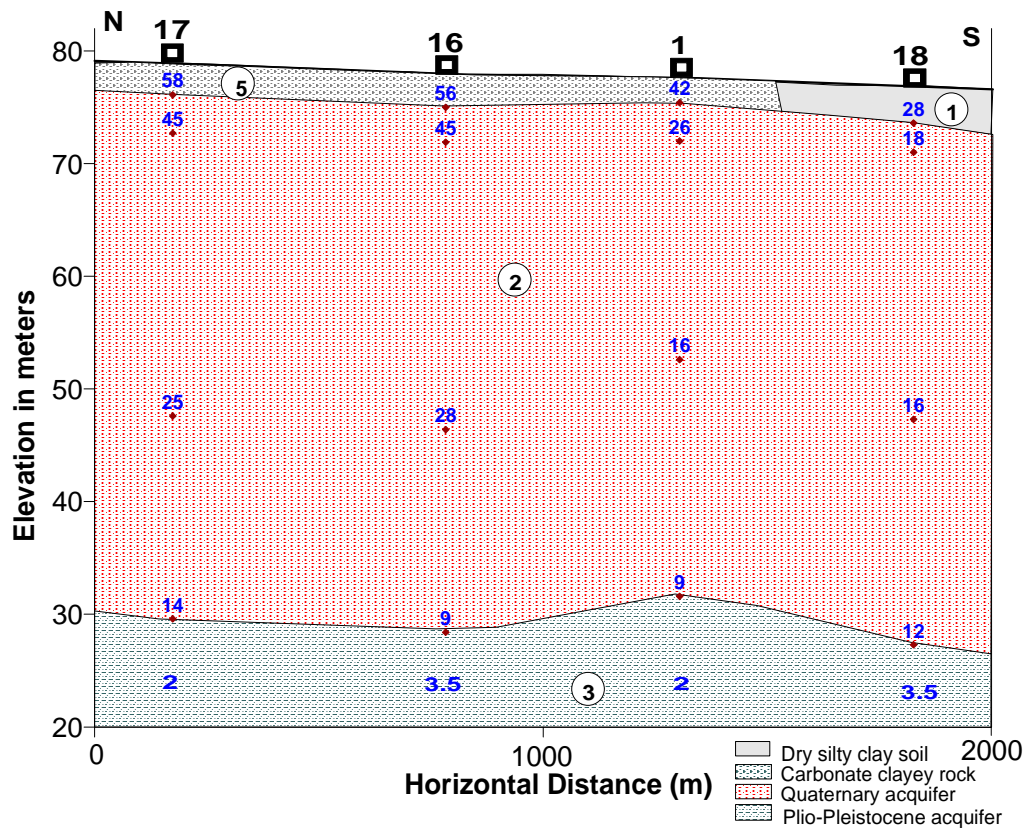 N S
17 16 1 18
80
58 5 56 42 28 1
45 45 26 18
70
60
2
16
50
25 28 16
40
9
30
14 9 12
2 3.5 3 2 3.5
20
0 1000 2000
Elevation in meters
Horizontal Distance (m)
Dry silty clay soil
Carbonate clayey rock
Quaternary acquifer
Plio-Pleistocene acquifer